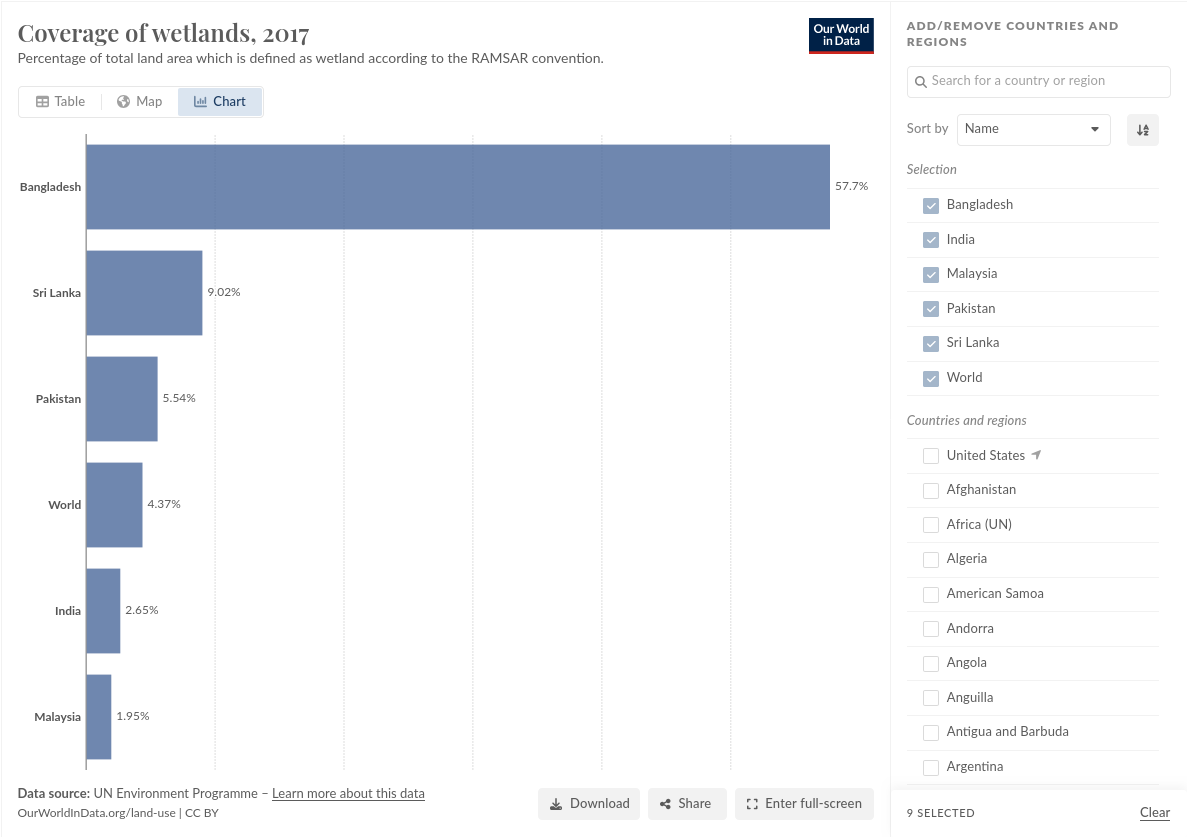 Coverage of wetlands, 2017
Percentage of total land area which is defined as wetland according to the RAMSAR convention.
Our World
in Data
Table
Map
Chart
Bangladesh
57.7%
Sri Lanka
9.02%
Pakistan
5.54%
World
4.37%
India
2.65%
Malaysia
1.95%
Data source: UN Environment Programme – Learn more about this data
OurWorldInData.org/land-use | CC BY
Download
Share
Enter full-screen
ADD/REMOVE COUNTRIES AND
REGIONS
Search for a country or region
Sort by
Name
Selection
Bangladesh
India
Malaysia
Pakistan
Sri Lanka
World
Countries and regions
United States
Afghanistan
Africa (UN)
Algeria
American Samoa
Andorra
Angola
Anguilla
Antigua and Barbuda
Argentina
9 SELECTED
Clear